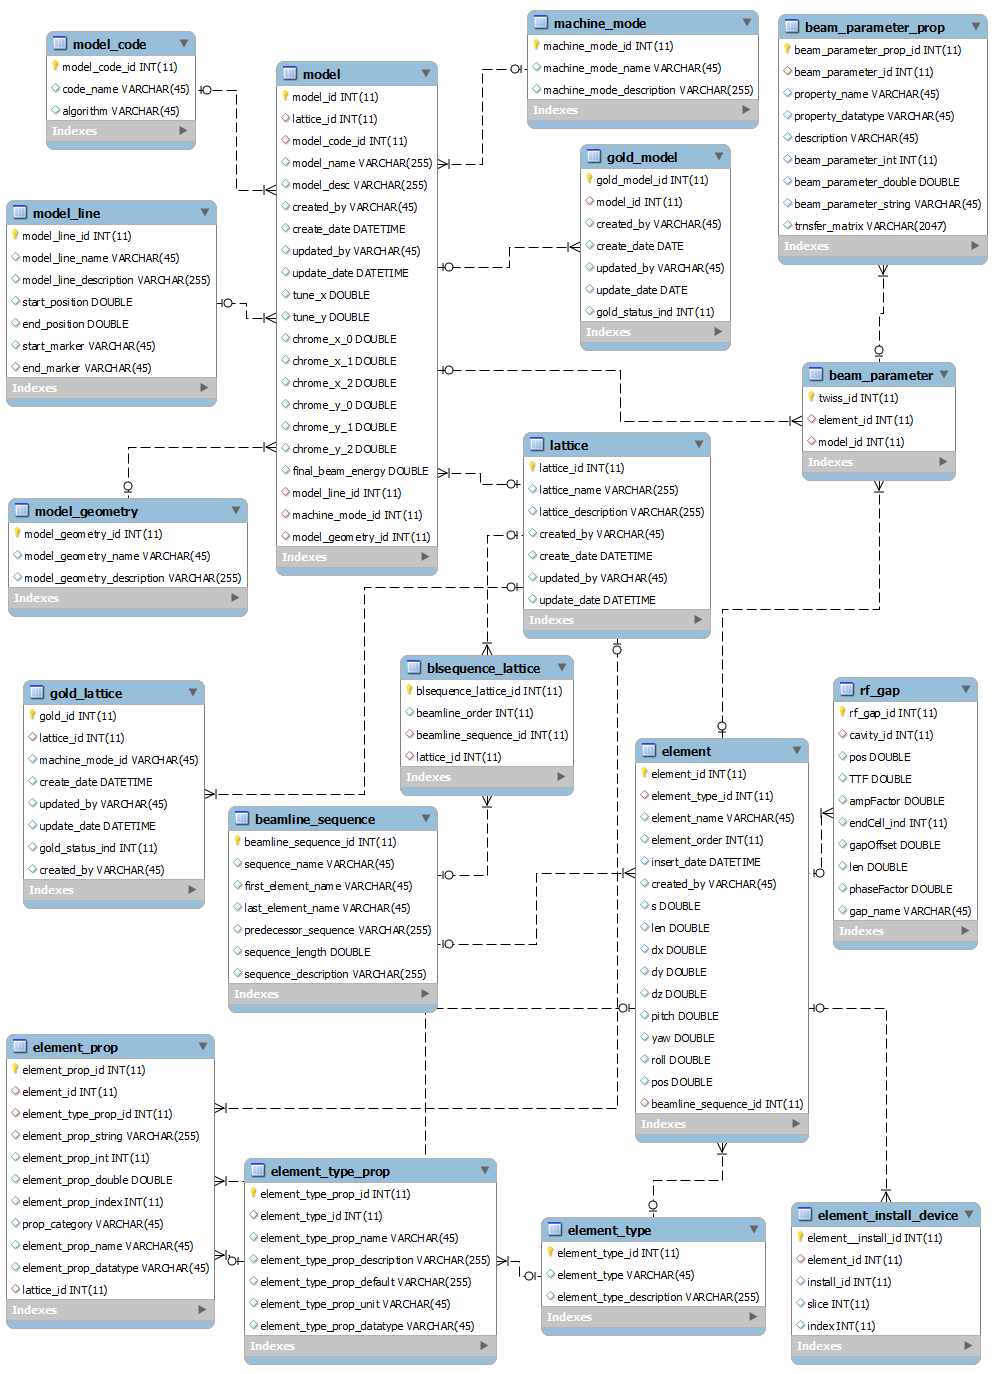 model_code
model_code_id INT(11)
code_name VARCHAR(45)
algorithm VARCHAR(45)
Indexes
model
model_id INT(11)
lattice_id INT(11)
model_code_id INT(11)
model_name VARCHAR(255)
model_desc VARCHAR(255)
created_by VARCHAR(45)
create_date DATETIME
updated_by VARCHAR(45)
update_date DATETIME
tune_x DOUBLE
tune_y DOUBLE
chrome_x_0 DOUBLE
chrome_x_1 DOUBLE
chrome_x_2 DOUBLE
chrome_y_0 DOUBLE
chrome_y_1 DOUBLE
chrome_y_2 DOUBLE
final_beam_energy DOUBLE
model_line_id INT(11)
machine_mode_id INT(11)
model_geometry_id INT(11)
Indexes
machine_mode
machine_mode_id INT(11)
machine_mode_name VARCHAR(45)
machine_mode_description VARCHAR(255)
Indexes
beam_parameter_prop
beam_parameter_prop_id INT(11)
beam_parameter_id INT(11)
property_name VARCHAR(45)
property_datatype VARCHAR(45)
description VARCHAR(45)
beam_parameter_int INT(11)
beam_parameter_double DOUBLE
beam_parameter_string VARCHAR(45)
trnsfer_matrix VARCHAR(2047)
Indexes
gold_model
gold_model_id INT(11)
model_id INT(11)
created_by VARCHAR(45)
create_date DATE
updated_by VARCHAR(45)
update_date DATE
gold_status_ind INT(11)
Indexes
model_line
model_line_id INT(11)
model_line_name VARCHAR(45)
model_line_description VARCHAR(255)
start_position DOUBLE
end_position DOUBLE
start_marker VARCHAR(45)
end_marker VARCHAR(45)
Indexes
beam_parameter
twiss_id INT(11)
element_id INT(11)
model_id INT(11)
Indexes
model_geometry
model_geometry_id INT(11)
model_geometry_name VARCHAR(45)
model_geometry_description VARCHAR(255)
Indexes
lattice
lattice_id INT(11)
lattice_name VARCHAR(255)
lattice_description VARCHAR(255)
created_by VARCHAR(45)
create_date DATETIME
updated_by VARCHAR(45)
update_date DATETIME
Indexes
blsequence_lattice
blsequence_lattice_id INT(11)
beamline_order INT(11)
beamline_sequence_id INT(11)
lattice_id INT(11)
Indexes
gold_lattice
gold_id INT(11)
lattice_id INT(11)
machine_mode_id VARCHAR(45)
create_date DATETIME
updated_by VARCHAR(45)
update_date DATETIME
gold_status_ind INT(11)
created_by VARCHAR(45)
Indexes
rf_gap
rf_gap_id INT(11)
cavity_id INT(11)
pos DOUBLE
TTF DOUBLE
ampFactor DOUBLE
endCell_ind INT(11)
gapOffset DOUBLE
len DOUBLE
phaseFactor DOUBLE
gap_name VARCHAR(45)
Indexes
element
element_id INT(11)
element_type_id INT(11)
element_name VARCHAR(45)
element_order INT(11)
insert_date DATETIME
created_by VARCHAR(45)
s DOUBLE
len DOUBLE
dx DOUBLE
dy DOUBLE
dz DOUBLE
pitch DOUBLE
yaw DOUBLE
roll DOUBLE
pos DOUBLE
beamline_sequence_id INT(11)
Indexes
beamline_sequence
beamline_sequence_id INT(11)
sequence_name VARCHAR(45)
first_element_name VARCHAR(45)
last_element_name VARCHAR(45)
predecessor_sequence VARCHAR(255)
sequence_length DOUBLE
sequence_description VARCHAR(255)
Indexes
element_prop
element_prop_id INT(11)
element_id INT(11)
element_type_prop_id INT(11)
element_prop_string VARCHAR(255)
element_prop_int INT(11)
element_prop_double DOUBLE
element_prop_index INT(11)
prop_category VARCHAR(45)
element_prop_name VARCHAR(45)
element_prop_datatype VARCHAR(45)
lattice_id INT(11)
Indexes
element_type_prop
element_type_prop_id INT(11)
element_type_id INT(11)
element_type_prop_name VARCHAR(45)
element_type_prop_description VARCHAR(255)
element_type_prop_default VARCHAR(255)
element_type_prop_unit VARCHAR(45)
element_type_prop_datatype VARCHAR(45)
Indexes
element_type
element_type_id INT(11)
element_type VARCHAR(45)
element_type_description VARCHAR(255)
Indexes
element_install_device
element__install_id INT(11)
element_id INT(11)
install_id INT(11)
slice INT(11)
index INT(11)
Indexes